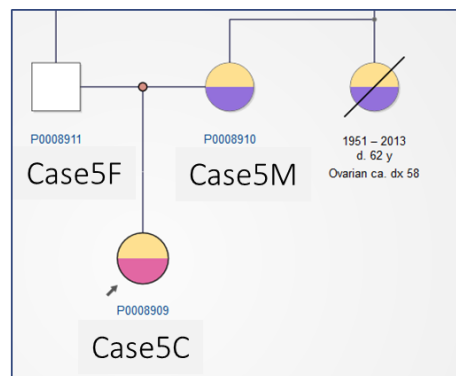 P0008911
P0008910
1951 – 2013
d. 62 y
Ovarian ca. dx 58
Case5F
Case5M
P0008909
Case5C